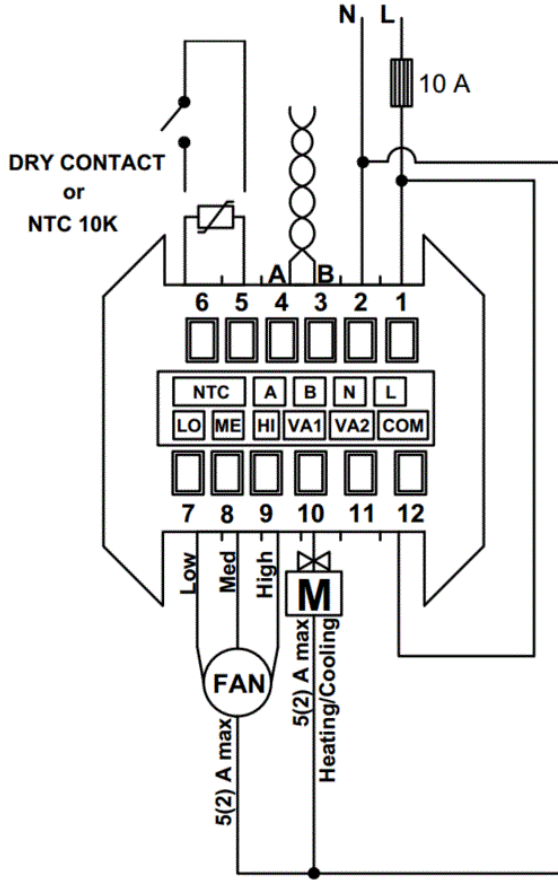 N L
10 A
DRY CONTACT
or
NTC 10K
A B
6 5 4 3 2 1
NTC A B N L
LO ME HI VA1 VA2 COM
7 8 9 10 11 12
Low
Med
High
M
FAN
5(2) A max
5(2) A max
Heating/Cooling